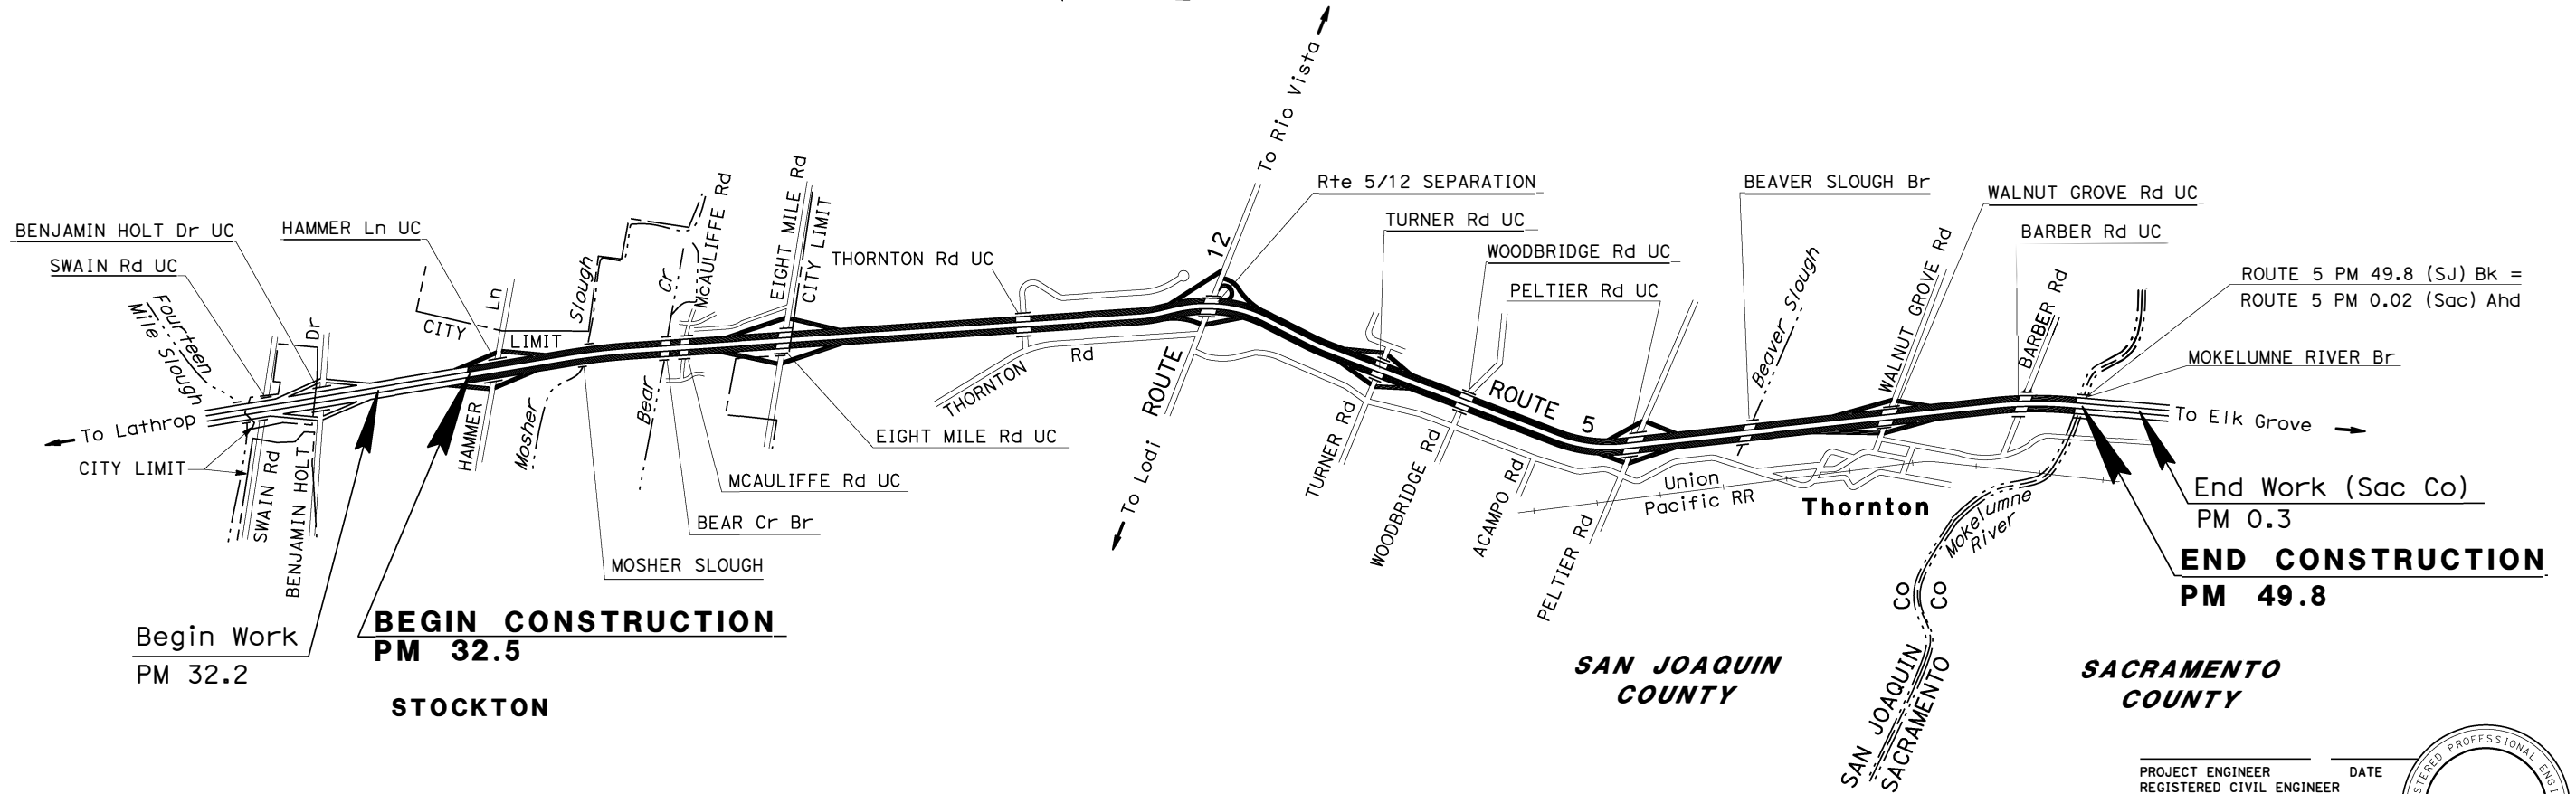 To Rio Vista
12
Rte 5/12 SEPARATION
BEAVER SLOUGH Br
WALNUT GROVE Rd UC
BENJAMIN HOLT Dr UC
HAMMER Ln UC
SWAIN Rd UC
Fourteen
Mile Slough
Dr
CITY
LIMIT
Ln
Slough
Cr
McAULIFFE Rd
EIGHT MILE Rd
CITY LIMIT
THORNTON Rd UC
TURNER Rd UC
WOODBRIDGE Rd UC
PELTIER Rd UC
Beaver Slough
WALNUT GROVE Rd
BARBER Rd UC
BARBER Rd
ROUTE 5 PM 49.8 (SJ) Bk =
ROUTE 5 PM 0.02 (Sac) Ahd
MOKELUMNE RIVER Br
To Elk Grove
To Lathrop
CITY LIMIT
SWAIN Rd
BENJAMIN HOLT
HAMMER
Mosher
Bear
THORNTON
Rd
ROUTE
To Lodi
EIGHT MILE Rd UC
MCAULIFFE Rd UC
BEAR Cr Br
MOSHER SLOUGH
ROUTE
5
TURNER Rd
WOODBRIDGE Rd
ACAMPO Rd
PELTIER Rd
Union
Pacific RR
Thornton
Mokelumne
River
End Work (Sac Co)
PM 0.3
END CONSTRUCTION
PM 49.8
Begin Work
PM 32.2
BEGIN CONSTRUCTION
PM 32.5
STOCKTON
SAN JOAQUIN
COUNTY
SAN JOAQUIN
Co
SACRAMENTO
Co
SACRAMENTO
COUNTY
PROJECT ENGINEER
DATE
REGISTERED CIVIL ENGINEER
PROFESSIONAL